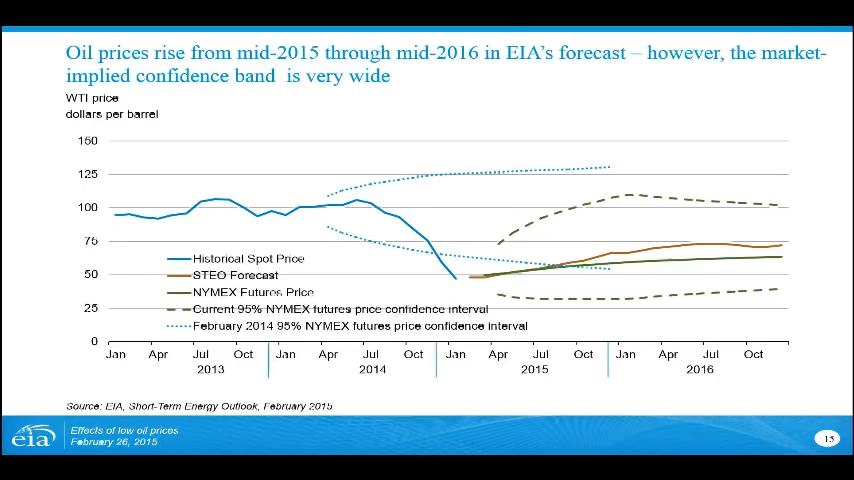 Oil prices rise from mid-2015 through mid-2016 in EIA's forecast – however, the market-
implied confidence band is very wide
WTI price
dollars per barrel
150
125
100
75
50
25
0
Historical Spot Price
STEO Forecast
NYMEX Futures Price
Current 95% NYMEX futures price confidence interval
February 2014 95% NYMEX futures price confidence interval
Jan Apr Jul Oct Jan Apr Jul Oct Jan Apr Jul Oct Jan Apr Jul Oct
2013 2014 2015 2016
Source: EIA, Short-Term Energy Outlook, February 2015
eia
Effects of low oil prices
February 26, 2015
15